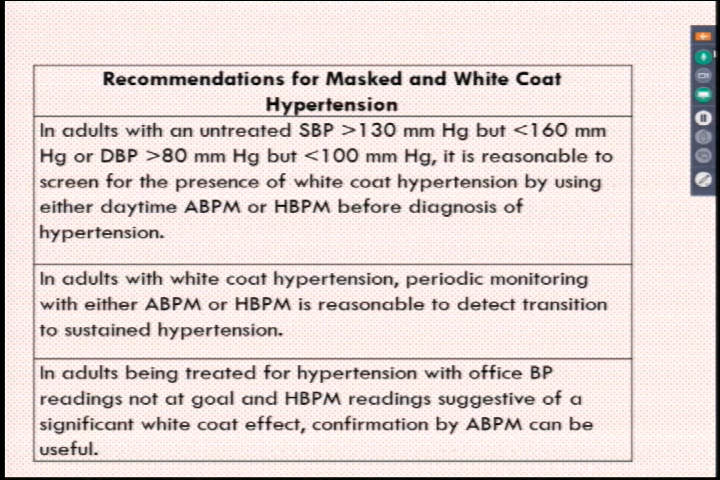 Recommendations for Masked and White Coat
Hypertension
In adults with an untreated SBP >130 mm Hg but <160 mm
Hg or DBP >80 mm Hg but <100 mm Hg, it is reasonable to
screen for the presence of white coat hypertension by using
either daytime ABPM or HBPM before diagnosis of
hypertension.
In adults with white coat hypertension, periodic monitoring
with either ABPM or HBPM is reasonable to detect transition
to sustained hypertension.
In adults being treated for hypertension with office BP
readings not at goal and HBPM readings suggestive of a
significant white coat effect, confirmation by ABPM can be
useful.